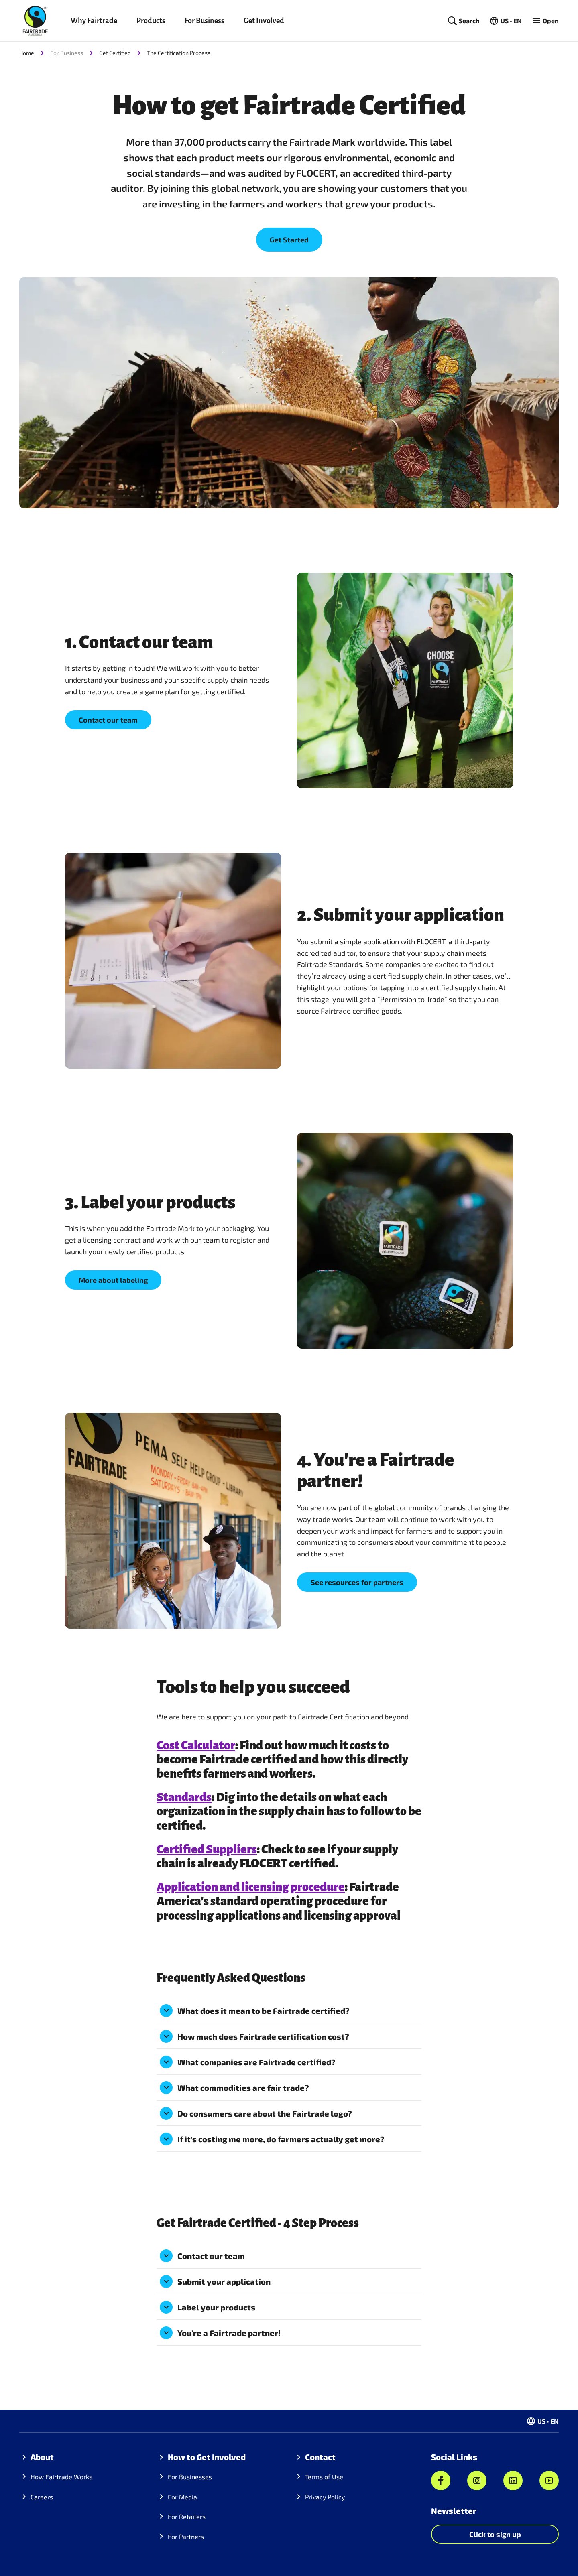 FAIRTRADE
Why Fairtrade
Products
For Business
Get Involved
Search
US • EN
Open
Home
For Business
Get Certified
The Certification Process
How to get Fairtrade Certified
More than 37,000 products carry the Fairtrade Mark worldwide. This label
shows that each product meets our rigorous environmental, economic and
social standards—and was audited by FLOCERT, an accredited third-party
auditor. By joining this global network, you are showing your customers that you
are investing in the farmers and workers that grew your products.
Get Started
1. Contact our team
It starts by getting in touch! We will work with you to better
understand your business and your specific supply chain needs
and to help you create a game plan for getting certified.
Contact our team
CHOOSE
CHOOSE
FAIRTRADE
2. Submit your application
You submit a simple application with FLOCERT, a third-party
accredited auditor, to ensure that your supply chain meets
Fairtrade Standards. Some companies are excited to find out
they're already using a certified supply chain. In other cases, we'll
highlight your options for tapping into a certified supply chain. At
this stage, you will get a "Permission to Trade" so that you can
source Fairtrade certified goods.
3. Label your products
This is when you add the Fairtrade Mark to your packaging. You
get a licensing contract and work with our team to register and
launch your newly certified products.
More about labeling
FAIRTRADE
FAIRTRADE
FAIRTRADE
PEMA SELF HELP GROUP - LIBRARY
MONDAY - FRIDAY
SATURDAYS
4. You're a Fairtrade
partner!
You are now part of the global community of brands changing the
way trade works. Our team will continue to work with you to
deepen your work and impact for farmers and to support you in
communicating to consumers about your commitment to people
and the planet.
See resources for partners
Tools to help you succeed
We are here to support you on your path to Fairtrade Certification and beyond.
Cost Calculator: Find out how much it costs to
become Fairtrade certified and how this directly
benefits farmers and workers.
Standards: Dig into the details on what each
organization in the supply chain has to follow to be
certified.
Certified Suppliers: Check to see if your supply
chain is already FLOCERT certified.
Application and licensing procedure: Fairtrade
America's standard operating procedure for
processing applications and licensing approval
Frequently Asked Questions
What does it mean to be Fairtrade certified?
How much does Fairtrade certification cost?
What companies are Fairtrade certified?
What commodities are fair trade?
Do consumers care about the Fairtrade logo?
If it's costing me more, do farmers actually get more?
Get Fairtrade Certified - 4 Step Process
Contact our team
Submit your application
Label your products
You're a Fairtrade partner!
US • EN
About
How Fairtrade Works
Careers
How to Get Involved
For Businesses
For Media
For Retailers
For Partners
Contact
Terms of Use
Privacy Policy
Social Links
Newsletter
Click to sign up